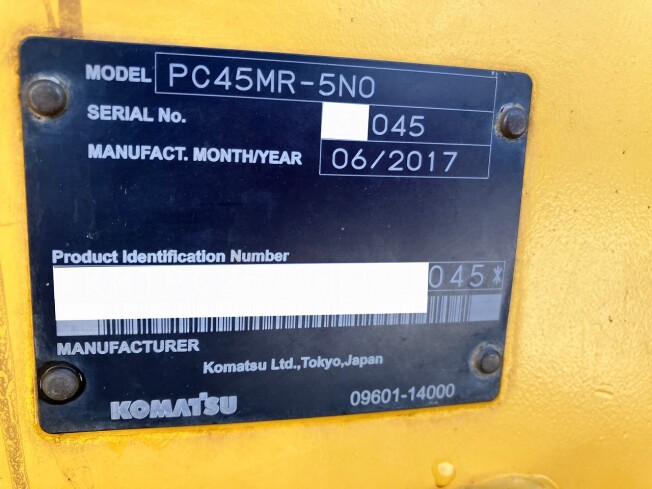 MODEL PC45MR-5N0
SERIAL No. 045
MANUFACT. MONTH/YEAR 06/2017
Product Identification Number
045*
MANUFACTURER
Komatsu Ltd.,Tokyo,Japan
KOMATSU 09601-14000